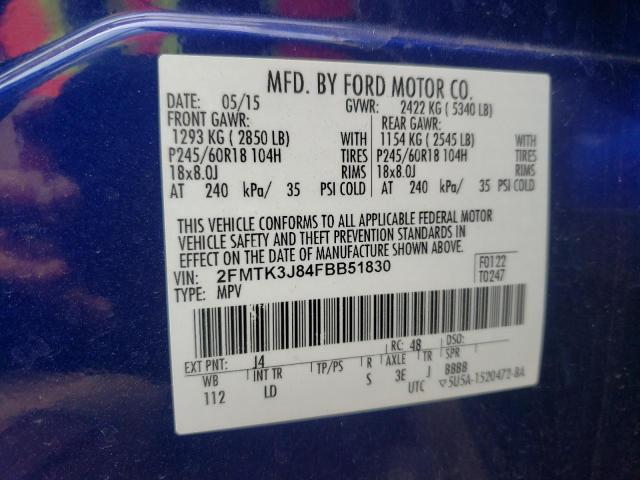 MFD. BY FORD MOTOR CO.
DATE: 05/15 GVWR: 2422 KG ( 5340 LB)
FRONT GAWR: REAR GAWR:
1293 KG ( 2850 LB) WITH 1154 KG ( 2545 LB) WITH
P245/60R18 104H TIRES P245/60R18 104H TIRES
18x8.0J RIMS 18x8.0J RIMS
AT 240 kPa/ 35 PSI COLD AT 240 kPa/ 35 PSI COLD
THIS VEHICLE CONFORMS TO ALL APPLICABLE FEDERAL MOTOR
VEHICLE SAFETY AND THEFT PREVENTION STANDARDS IN
EFFECT ON THE DATE OF MANUFACTURE SHOWN ABOVE.
VIN: 2FMTK3J84FBB51830 F0122
TYPE: MPV T0247
EXT PNT: J4 RC: 48 DSO:
WB INT TR TP/PS R AXLE TR SPR
112 LD S 3E J BBBB
UTC ▽5U5A-1520472-BA